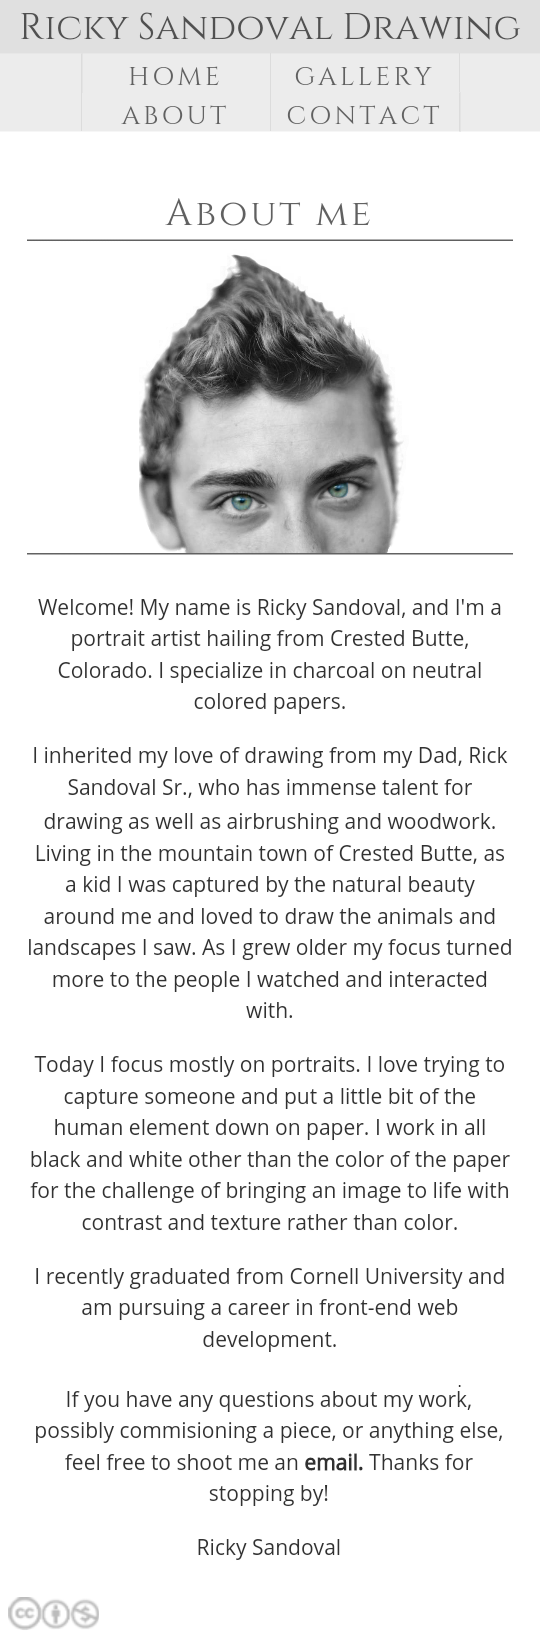 Ricky Sandoval Drawing
HOME GALLERY
ABOUT CONTACT
About me
Welcome! My name is Ricky Sandoval, and I'm a
portrait artist hailing from Crested Butte,
Colorado. I specialize in charcoal on neutral
colored papers.
I inherited my love of drawing from my Dad, Rick
Sandoval Sr., who has immense talent for
drawing as well as airbrushing and woodwork.
Living in the mountain town of Crested Butte, as
a kid I was captured by the natural beauty
around me and loved to draw the animals and
landscapes I saw. As I grew older my focus turned
more to the people I watched and interacted
with.
Today I focus mostly on portraits. I love trying to
capture someone and put a little bit of the
human element down on paper. I work in all
black and white other than the color of the paper
for the challenge of bringing an image to life with
contrast and texture rather than color.
I recently graduated from Cornell University and
am pursuing a career in front-end web
development.
If you have any questions about my work,
possibly commisioning a piece, or anything else,
feel free to shoot me an email. Thanks for
stopping by!
Ricky Sandoval
cc